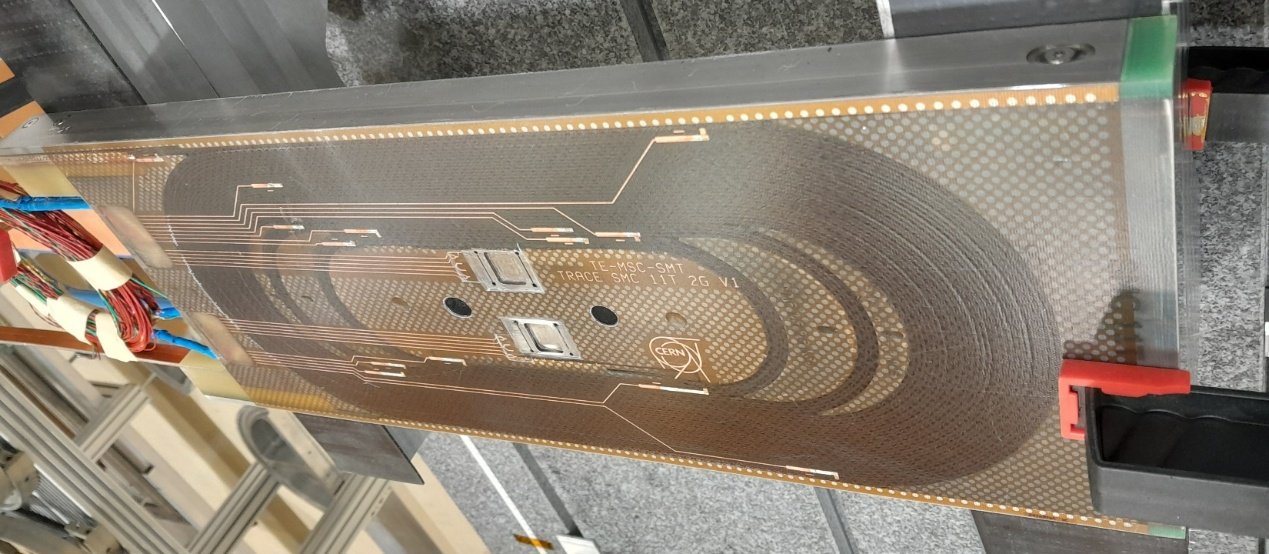 TE-MSC-SMT
TRACE SMC 11T 2G V1
CERN